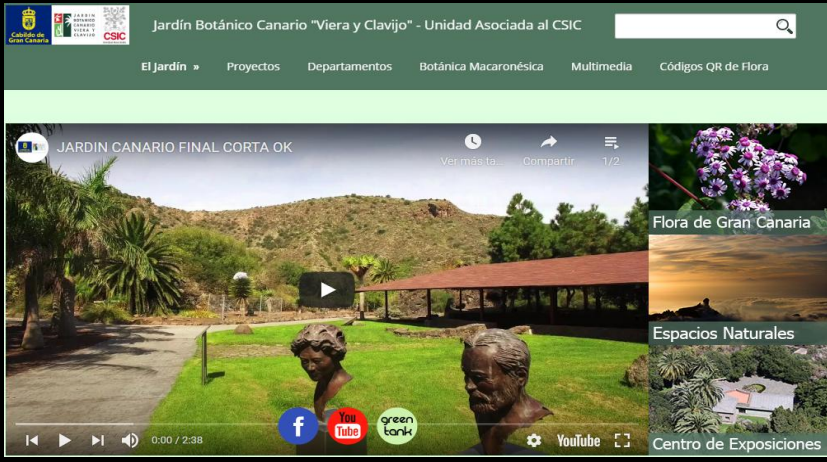 Cabildo de
Gran Canaria
JARDIN
BOTANICO
CANARIO
VIERA Y
CLAVIJO
CSIC
Jardín Botánico Canario "Viera y Clavijo" - Unidad Asociada al CSIC
El Jardín » Proyectos Departamentos Botánica Macaronésica Multimedia Códigos QR de Flora
JARDIN CANARIO FINAL CORTA OK
Ver más ta... Compartir 1/2
Flora de Gran Canaria
Espacios Naturales
f You Tube green tank
0:00 / 2:38 YouTube
Centro de Exposiciones